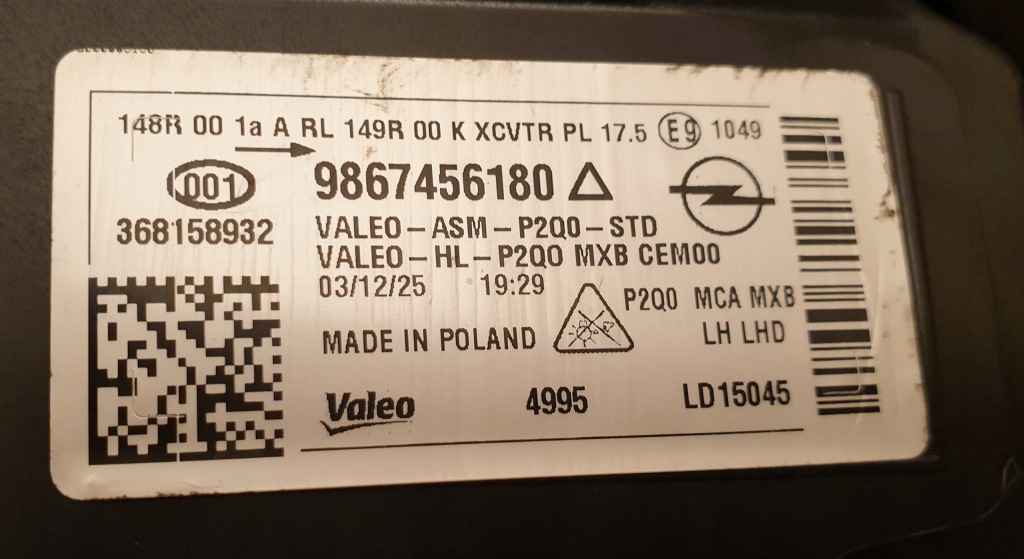 148R 00 1a A RL 149R 00 K XCVTR PL 17.5 E9 1049
001
9867456180
368158932
VALEO-ASM-P2Q0-STD
VALEO-HL-P2Q0 MXB CEM00
03/12/25 19:29
P2Q0 MCA MXB
MADE IN POLAND
LH LHD
Valeo 4995 LD15045